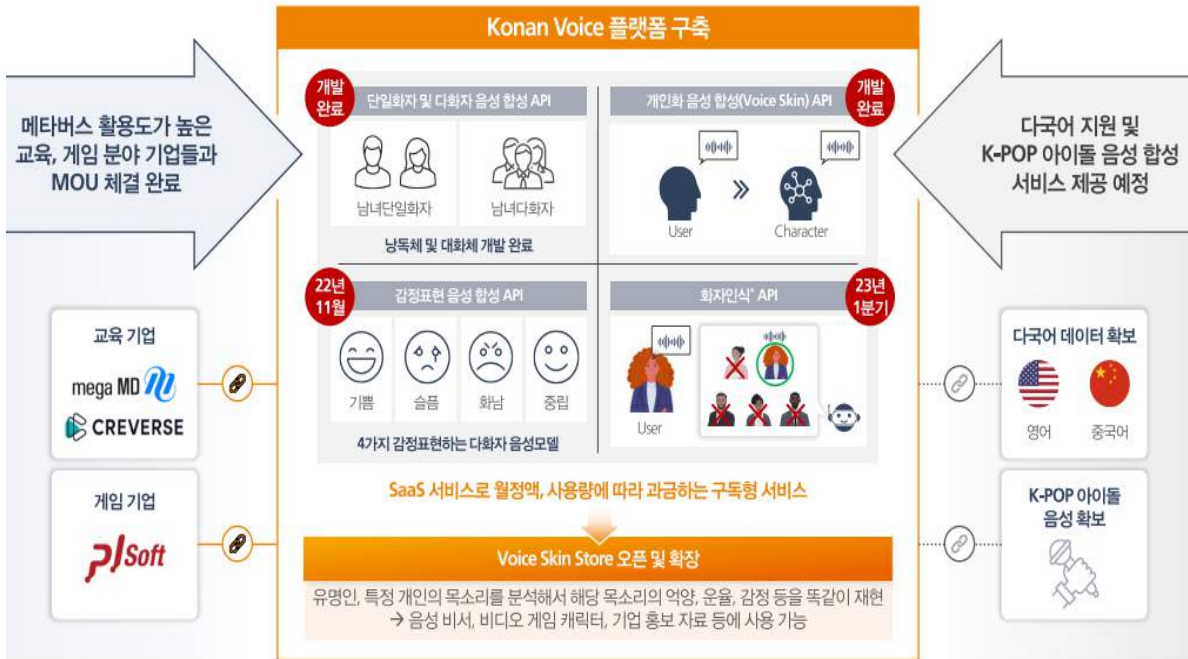 Konan Voice 플랫폼 구축
메타버스 활용도가 높은
교육, 게임 분야 기업들과
MOU 체결 완료
개발
완료
단일화자 및 다화자 음성 합성 API
남녀단일화자
남녀다화자
낭독체 및 대화체 개발 완료
개인화 음성 합성(Voice Skin) API
개발
완료
User
Character
다국어 지원 및
K-POP 아이돌 음성 합성
서비스 제공 예정
22년
11월
감정표현 음성 합성 API
기쁨
슬픔
화남
중립
4가지 감정표현하는 다화자 음성모델
화자인식* API
23년
1분기
User
교육 기업
mega MD
CREVERSE
게임 기업
PJSoft
다국어 데이터 확보
영어
중국어
K-POP 아이돌
음성 확보
SaaS 서비스로 월정액, 사용량에 따라 과금하는 구독형 서비스
Voice Skin Store 오픈 및 확장
유명인, 특정 개인의 목소리를 분석해서 해당 목소리의 억양, 운율, 감정 등을 똑같이 재현
→ 음성 비서, 비디오 게임 캐릭터, 기업 홍보 자료 등에 사용 가능